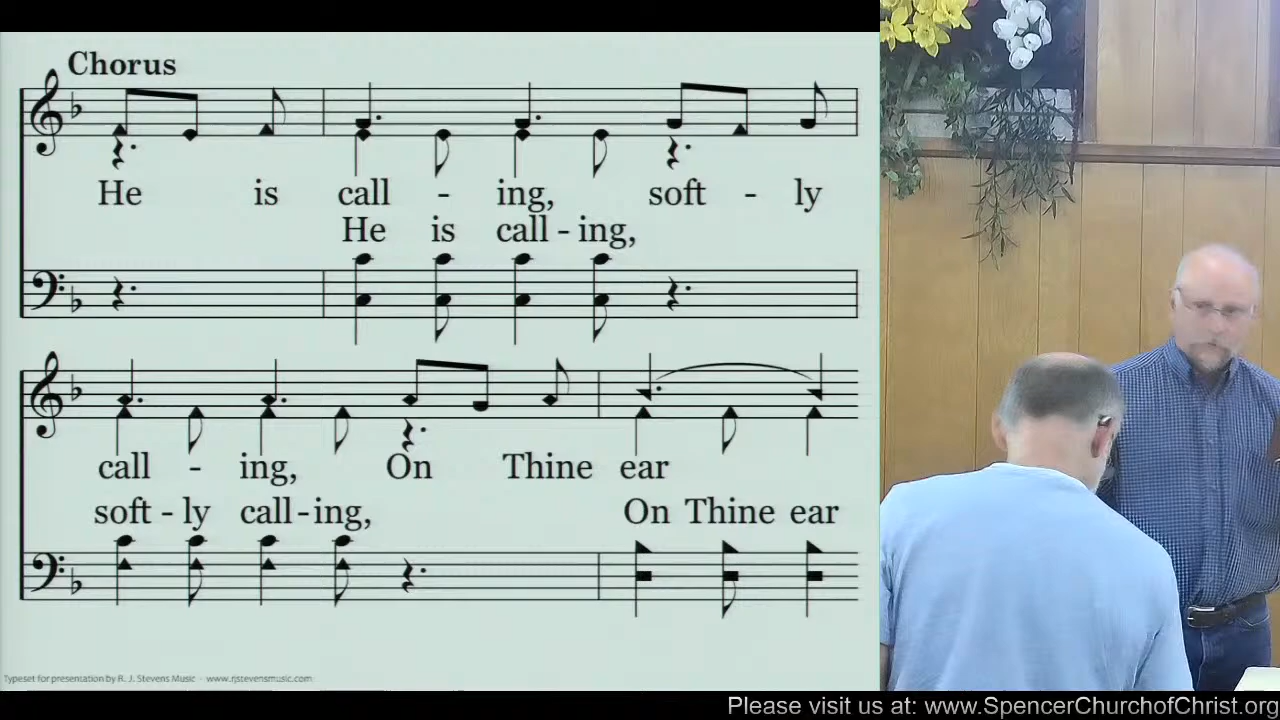 Chorus
He is call - ing, soft - ly
He is call - ing,
call - ing, On Thine ear
soft - ly call - ing, On Thine ear
Typeset for presentation by R. J. Stevens Music - www.rjstevensmusic.com
Please visit us at: www.SpencerChurchofChrist.org